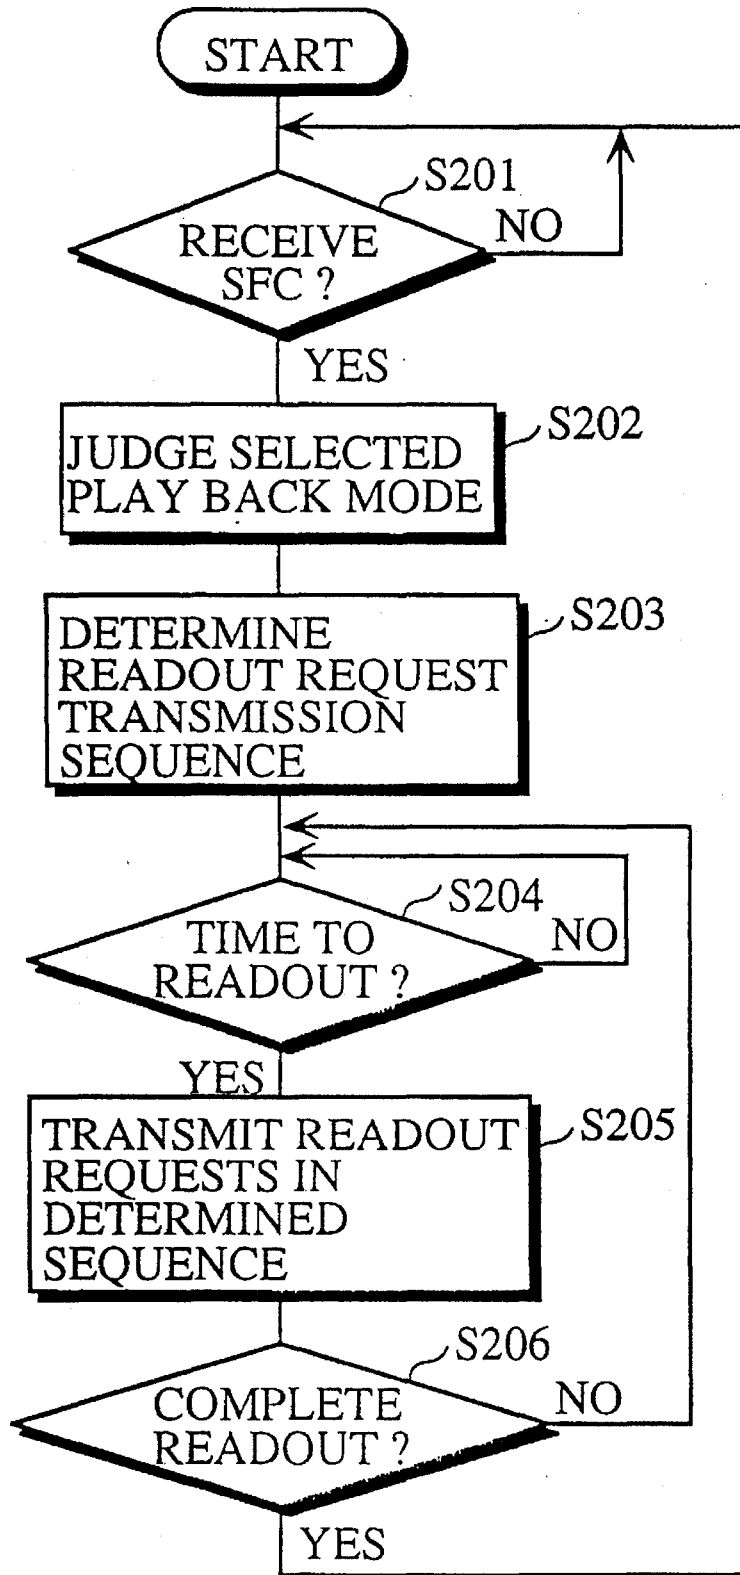 START
S201
RECEIVE
SFC ?
NO
YES
S202
JUDGE SELECTED
PLAY BACK MODE
S203
DETERMINE
READOUT REQUEST
TRANSMISSION
SEQUENCE
S204
TIME TO
READOUT ?
NO
YES
S205
TRANSMIT READOUT
REQUESTS IN
DETERMINED
SEQUENCE
S206
COMPLETE
READOUT ?
NO
YES